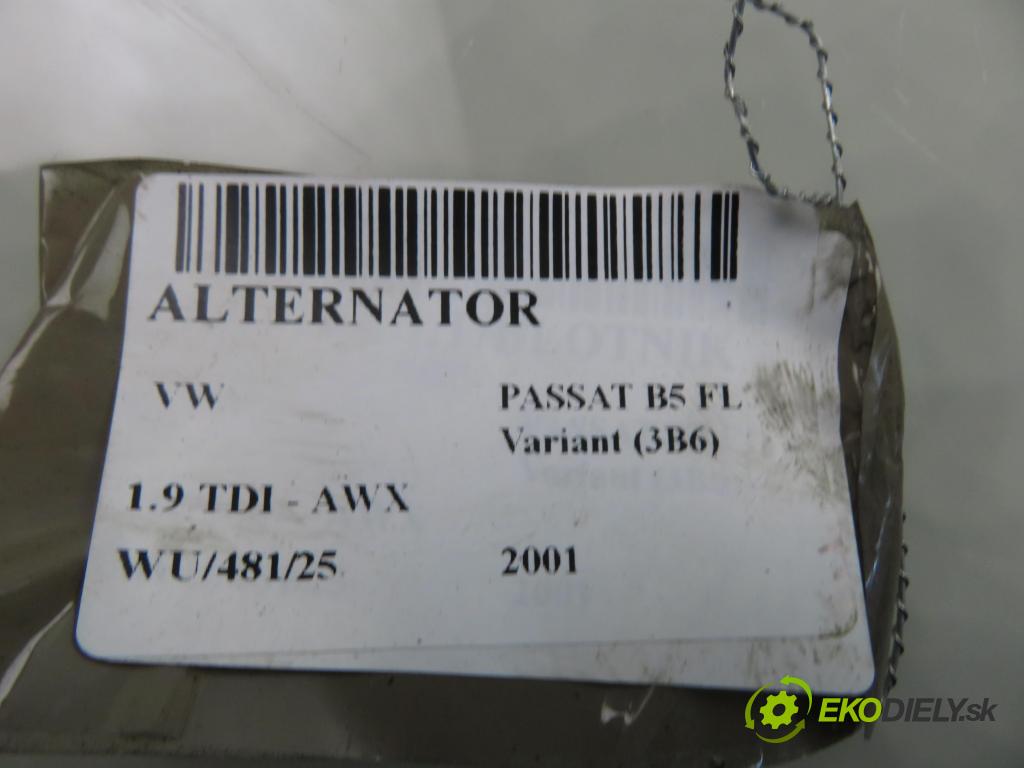 ALTERNATOR
VW PASSAT B5 FL
Variant (3B6)
1.9 TDI - AWX
WU/481/25 2001
EKODIELY.sk